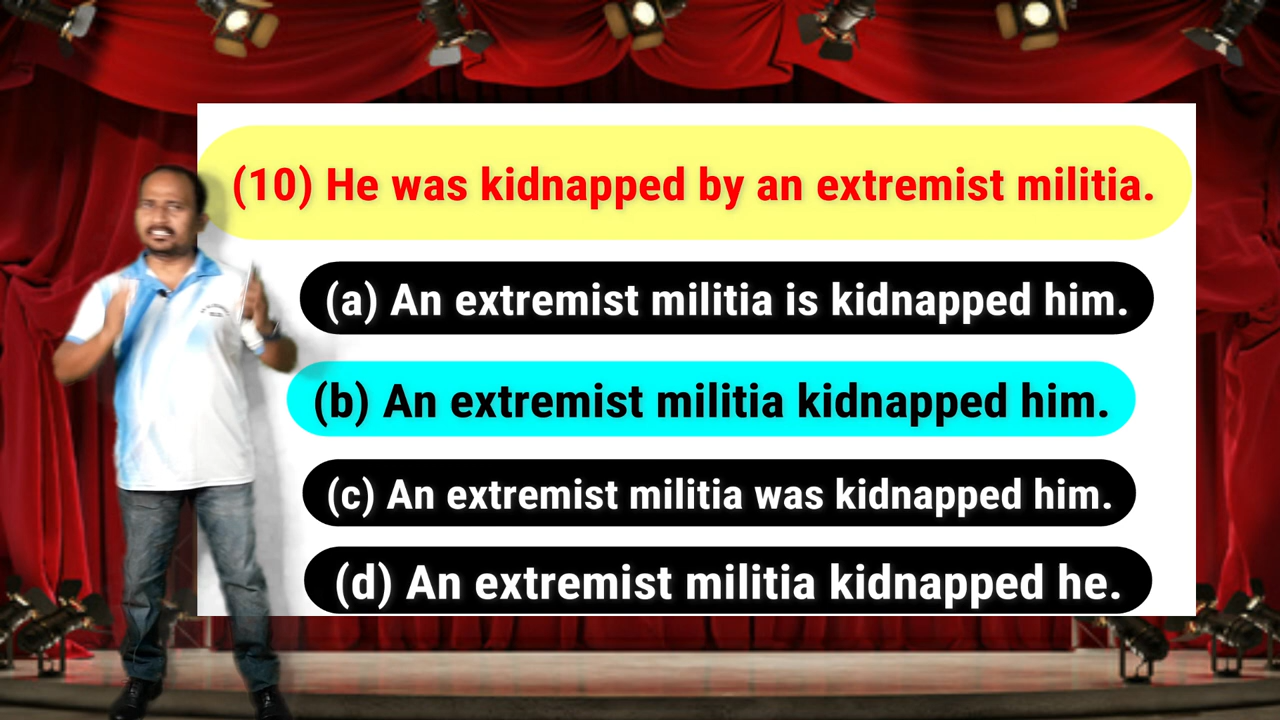 (10) He was kidnapped by an extremist militia.
(a) An extremist militia is kidnapped him.
(b) An extremist militia kidnapped him.
(c) An extremist militia was kidnapped him.
(d) An extremist militia kidnapped he.